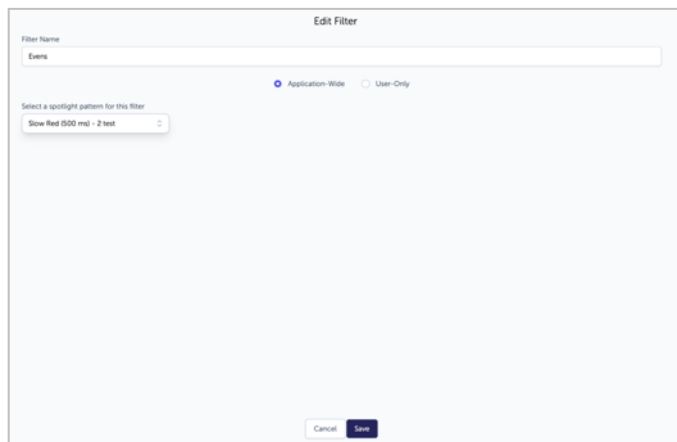 Edit Filter
Filter Name
Evens
Application-Wide User-Only
Select a spotlight pattern for this filter
Slow Red (500 ms) - 2 test
Cancel Save